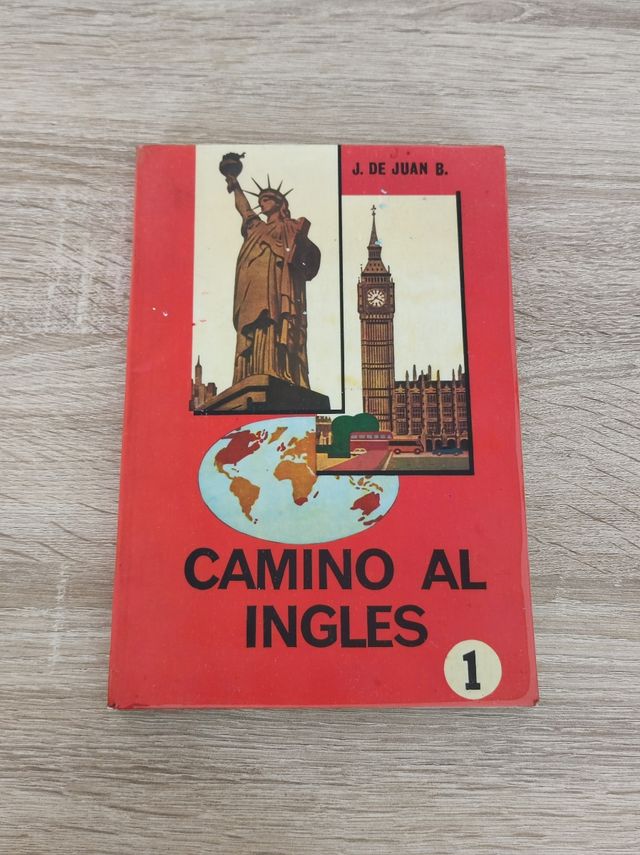 J. DE JUAN B.
CAMINO AL
INGLES
1